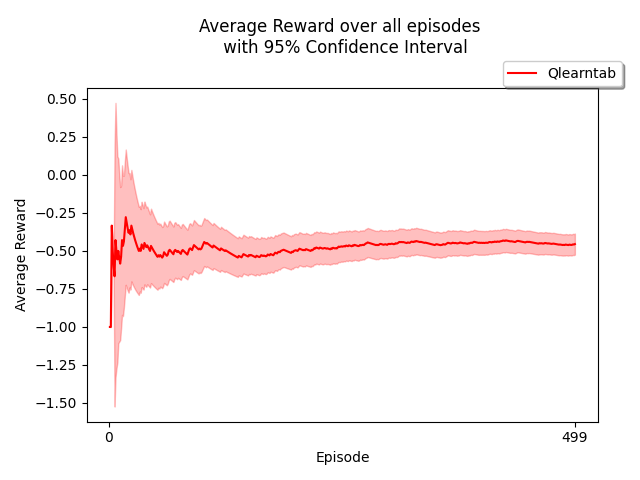 Average Reward over all episodes
with 95% Confidence Interval
Qlearntab
0.50
0.25
0.00
−0.25
−0.50
−0.75
−1.00
−1.25
−1.50
Average Reward
0 499
Episode